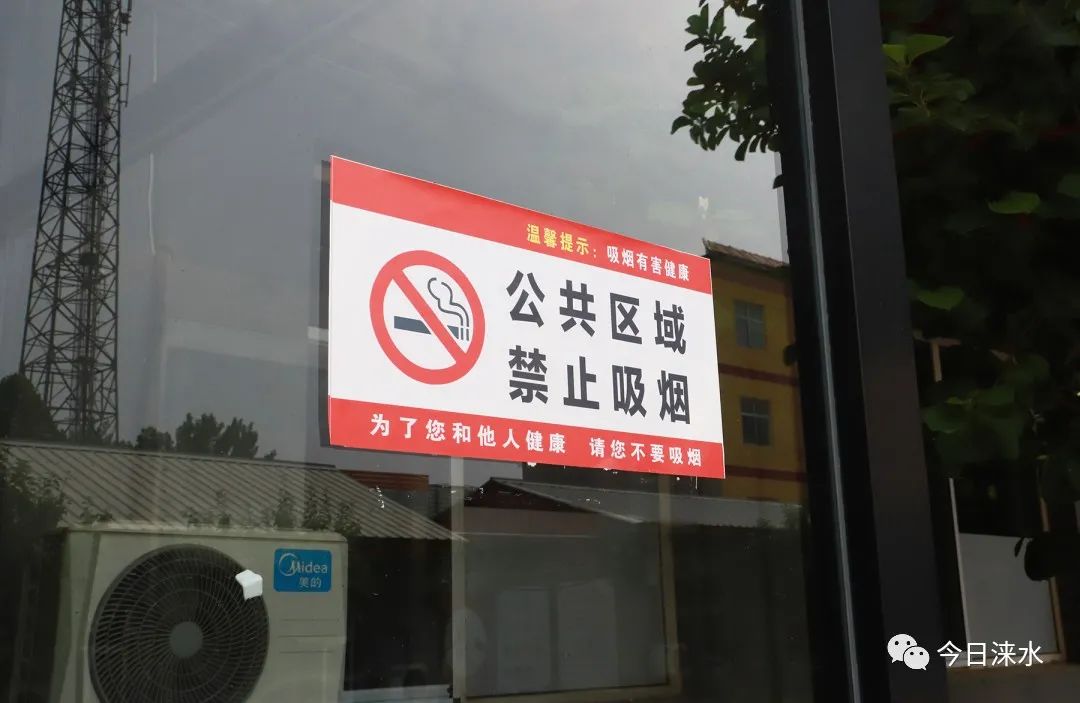 温馨提示：吸烟有害健康
公共区域
禁止吸烟
为了您和他人健康 请您不要吸烟
Midea
美的
今日涞水